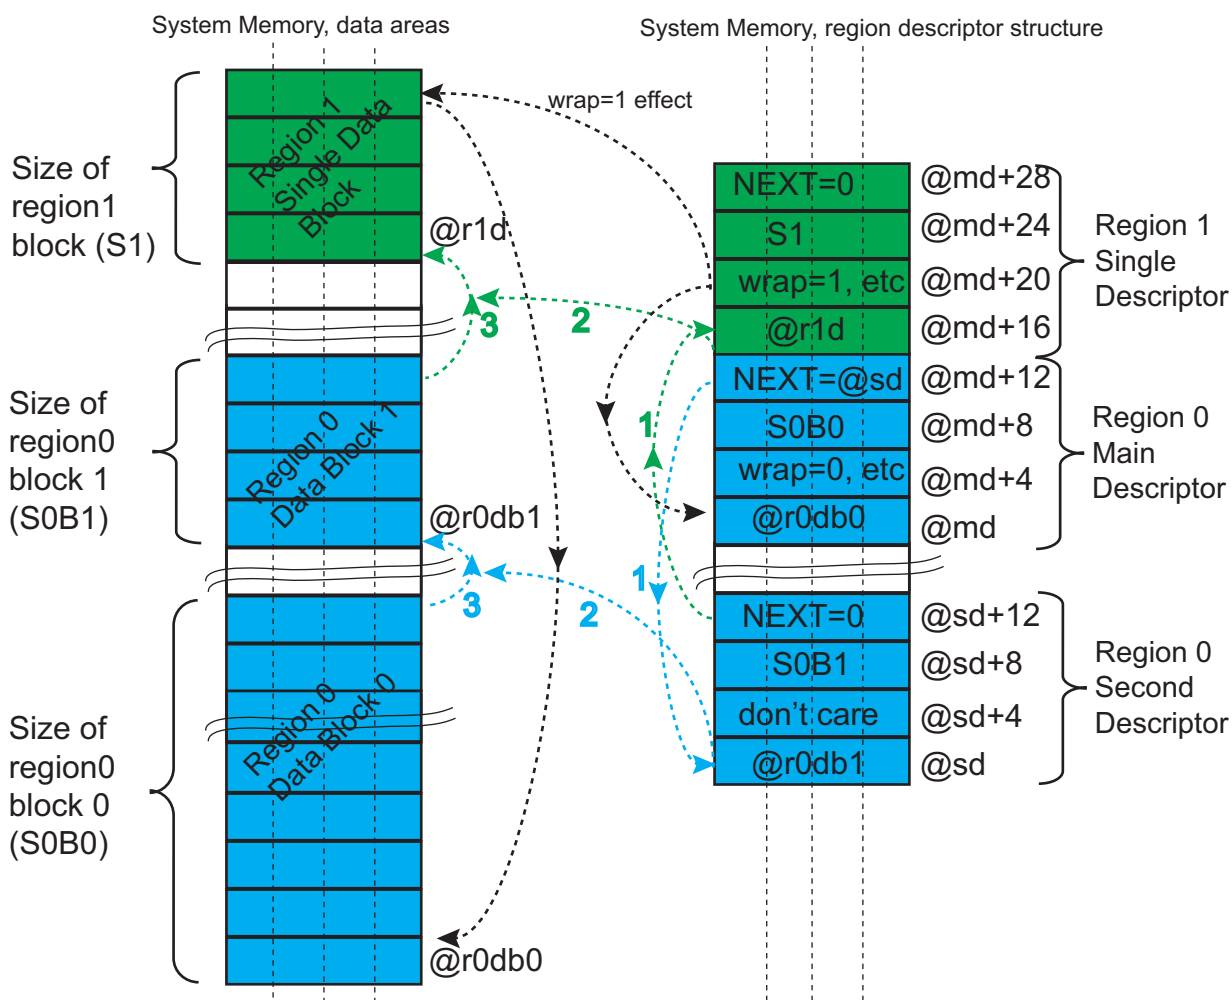 System Memory, data areas
System Memory, region descriptor structure
wrap=1 effect
Size of
region1
block (S1)
Region 1
Single Data
Block
@r1d
3
2
1
Size of
region0
block 1
(S0B1)
Region 0
Data Block 1
@r0db1
3
2
1
Size of
region0
block 0
(S0B0)
Region 0
Data Block 0
@r0db0
NEXT=0
@md+28
S1
@md+24
wrap=1, etc
@md+20
@r1d
@md+16
Region 1
Single
Descriptor
NEXT=@sd
@md+12
S0B0
@md+8
wrap=0, etc
@md+4
@r0db0
@md
Region 0
Main
Descriptor
NEXT=0
@sd+12
S0B1
@sd+8
don't care
@sd+4
@r0db1
@sd
Region 0
Second
Descriptor